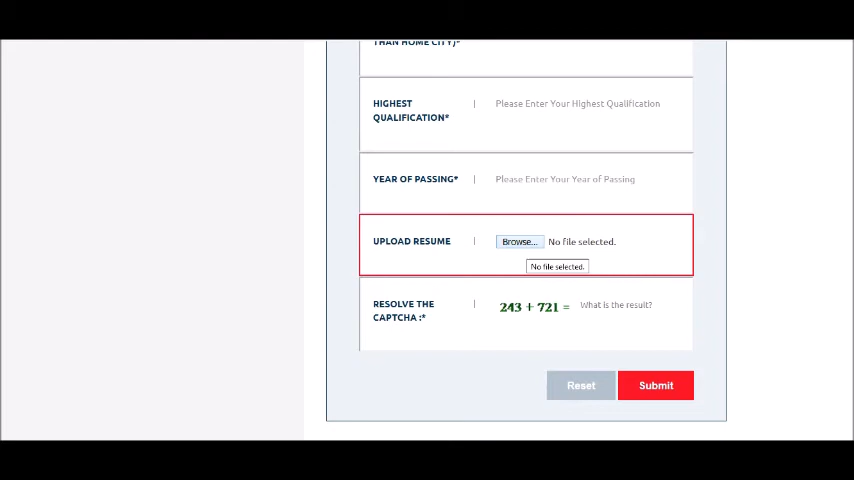 THAN HOME CITY)*
HIGHEST
QUALIFICATION*
| Please Enter Your Highest Qualification
YEAR OF PASSING* | Please Enter Your Year of Passing
UPLOAD RESUME | Browse... No file selected.
No file selected.
RESOLVE THE
CAPTCHA :*
| 243 + 721 = What is the result?
Reset Submit